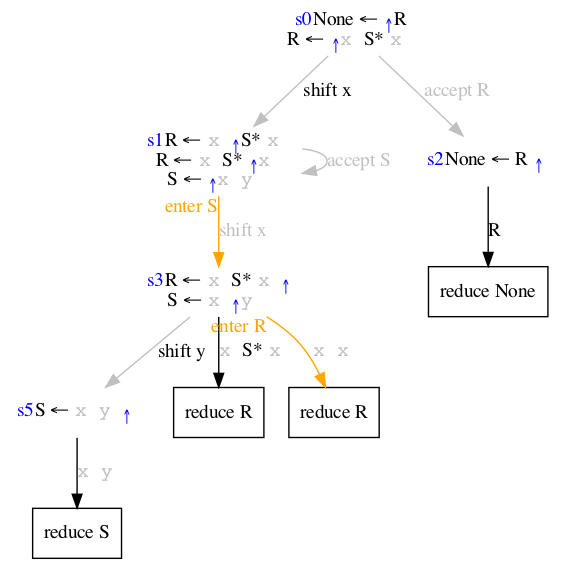 s0None ← ↑R
R ← ↑x S* x
shift x
accept R
s1R ← x ↑S* x
R ← x S* ↑x
S ← ↑x y
accept S
s2None ← R ↑
enter S
shift x
R
s3R ← x S* x ↑
S ← x ↑y
reduce None
enter R
shift y
x S* x
x x
s5S ← x y ↑
reduce R
reduce R
x y
reduce S